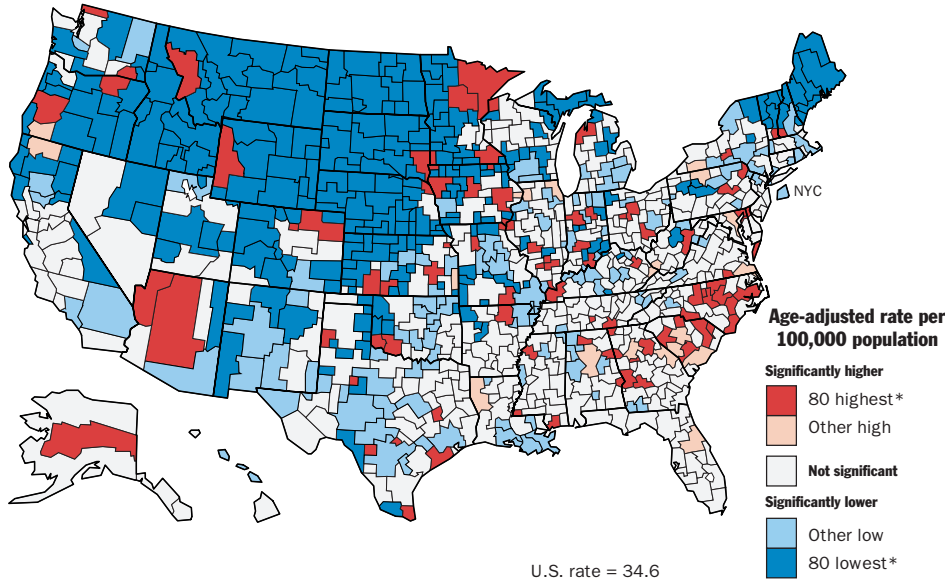 NYC
Age-adjusted rate per
100,000 population
Significantly higher
80 highest*
Other high
Not significant
Significantly lower
Other low
80 lowest*
U.S. rate = 34.6